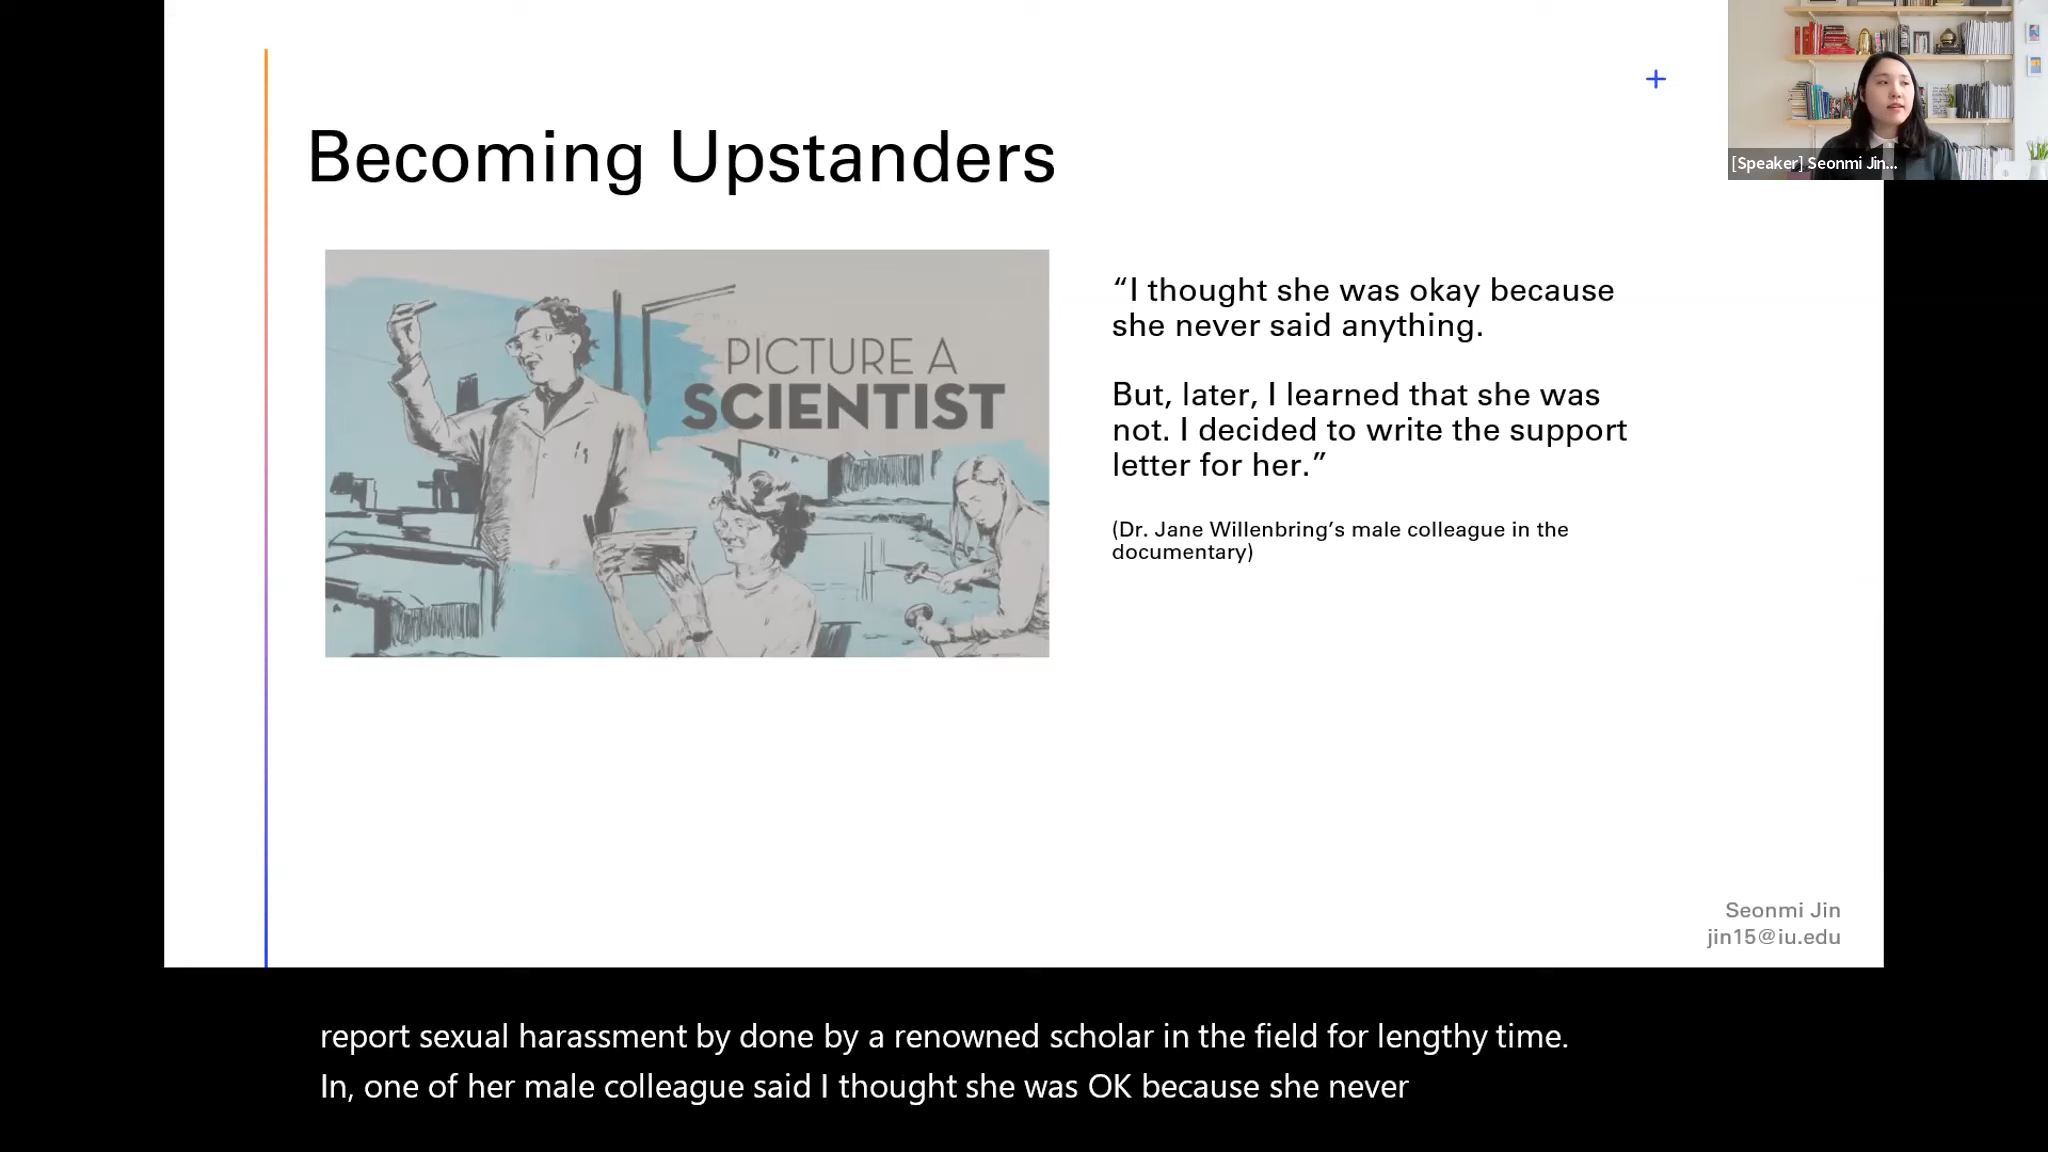 Becoming Upstanders
[Speaker] Seonmi Jin...
PICTURE A
SCIENTIST
“I thought she was okay because
she never said anything.
But, later, I learned that she was
not. I decided to write the support
letter for her.”
(Dr. Jane Willenbring’s male colleague in the
documentary)
Seonmi Jin
jin15@iu.edu
report sexual harassment by done by a renowned scholar in the field for lengthy time.
In, one of her male colleague said I thought she was OK because she never